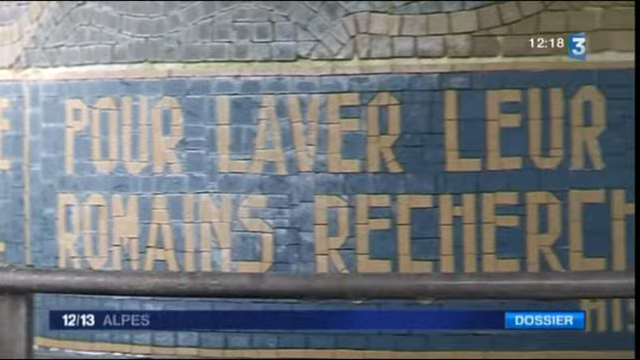 12:18 3
POUR LAVER LEUR
ROMAINS RECHERCH
12/13 ALPES
DOSSIER